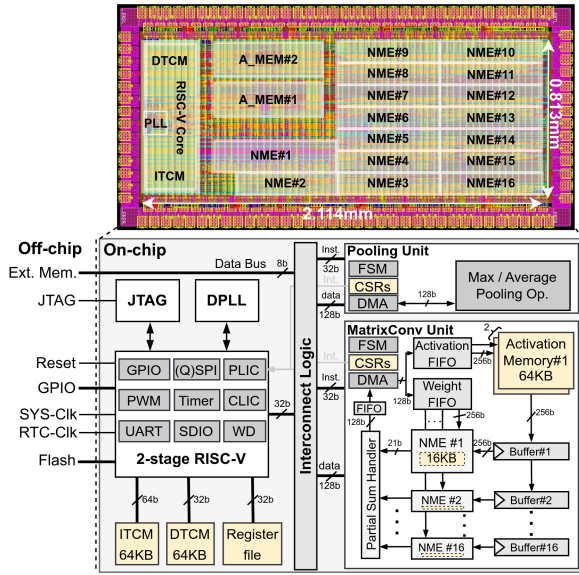 DTCM
RISC-V Core
PLL
ITCM
A_MEM#2
A_MEM#1
NME#1
NME#2
NME#9
NME#8
NME#7
NME#6
NME#5
NME#4
NME#3
NME#10
NME#11
NME#12
NME#13
NME#14
NME#15
NME#16
0.813mm
2.114mm
Off-chip
On-chip
Ext. Mem.
Data Bus
8b
JTAG
JTAG
DPLL
Reset
GPIO
SYS-Clk
RTC-Clk
Flash
GPIO
(Q)SPI
PLIC
PWM
Timer
CLIC
UART
SDIO
WD
2-stage RISC-V
32b
64b
32b
32b
ITCM
64KB
DTCM
64KB
Register
file
Interconnect Logic
Inst.
32b
Int.
data
128b
Int.
Inst.
32b
data
128b
Pooling Unit
FSM
CSRs
DMA
128b
Max / Average
Pooling Op.
MatrixConv Unit
FSM
CSRs
DMA
FIFO
128b
128b
Activation
FIFO
2
256b
Activation
Memory#1
64KB
Weight
FIFO
256b
256b
Partial Sum Handler
21b
NME #1
16KB
256b
Buffer#1
NME #2
Buffer#2
NME #16
Buffer#16